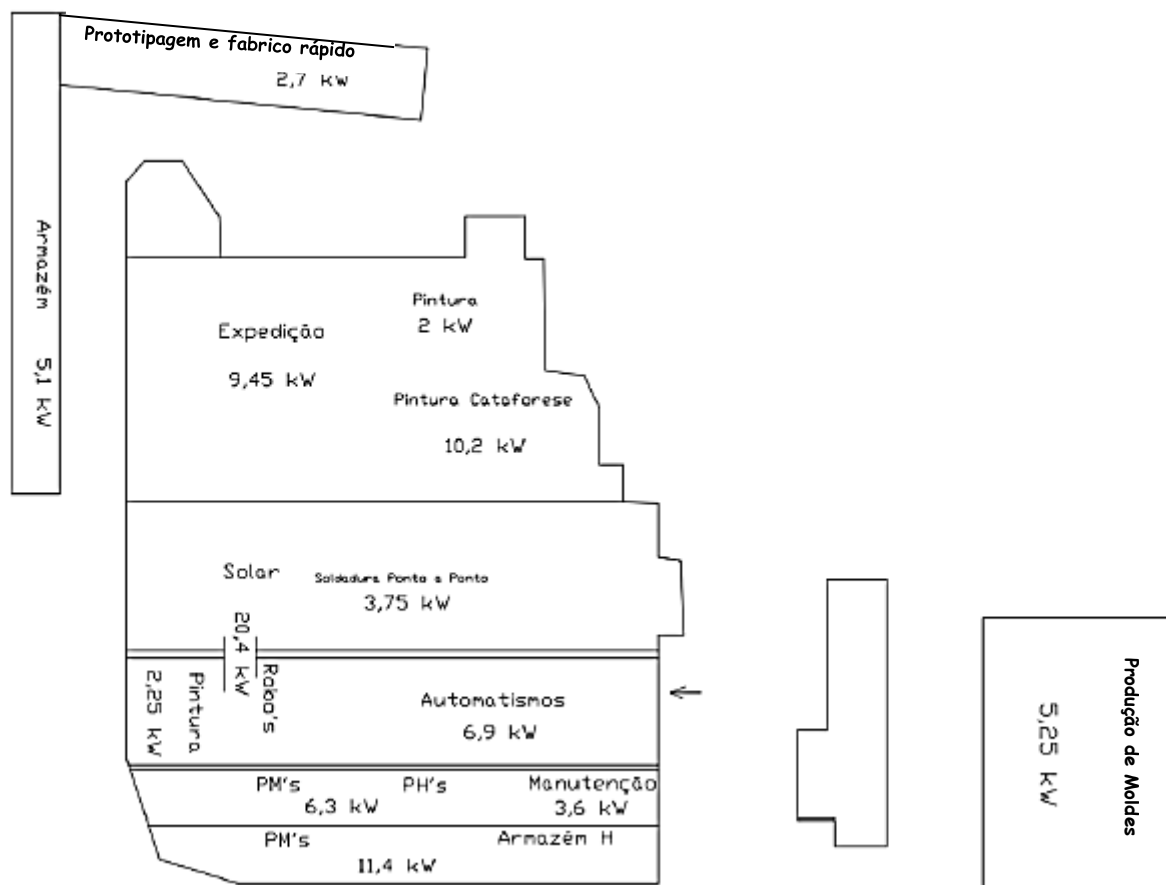 Prototipagem e fabrico rápido
2,7 kW
Armazém 5,1 kW
Pintura
2 kW
Expedição
9,45 kW
Pintura Cataforese
10,2 kW
Solar
Soldadura Ponto a Ponto
3,75 kW
20,4 kW
Robo's
Pintura
2,25 kW
Automatismos
6,9 kW
PM's
PH's
6,3 kW
Manutenção
3,6 kW
PM's
Armazém H
11,4 kW
Produção de Moldes
5,25 kW